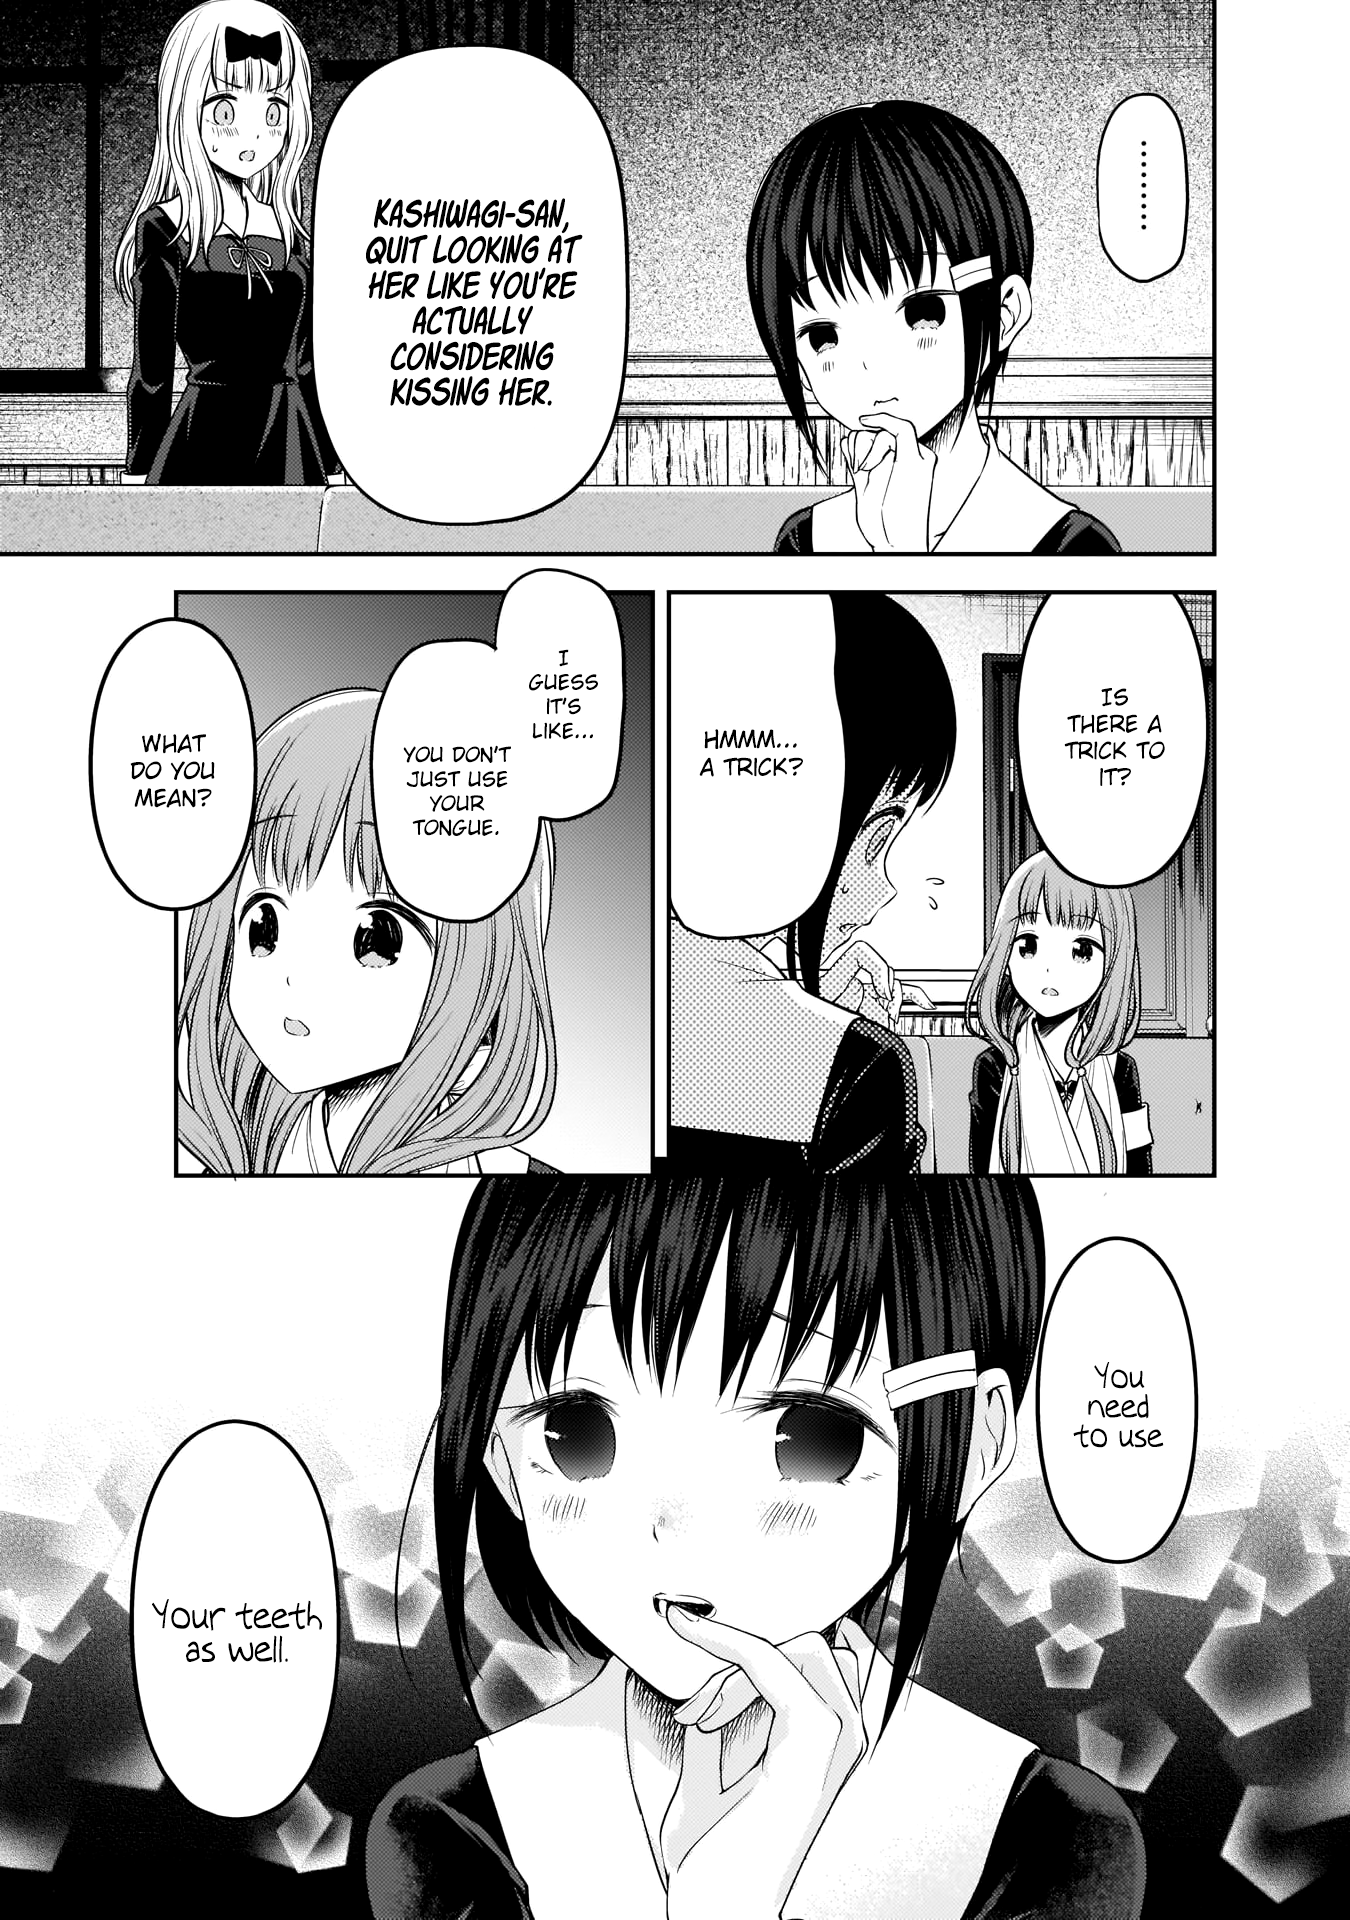 .........
KASHIWAGI-SAN,
QUIT LOOKING AT
HER LIKE YOU'RE
ACTUALLY
CONSIDERING
KISSING HER.
IS
THERE A
TRICK TO
IT?
HMMM...
A TRICK?
I
GUESS
IT'S
LIKE...
YOU DON'T
JUST USE
YOUR
TONGUE.
WHAT
DO YOU
MEAN?
You
need
to use
Your teeth
as well.